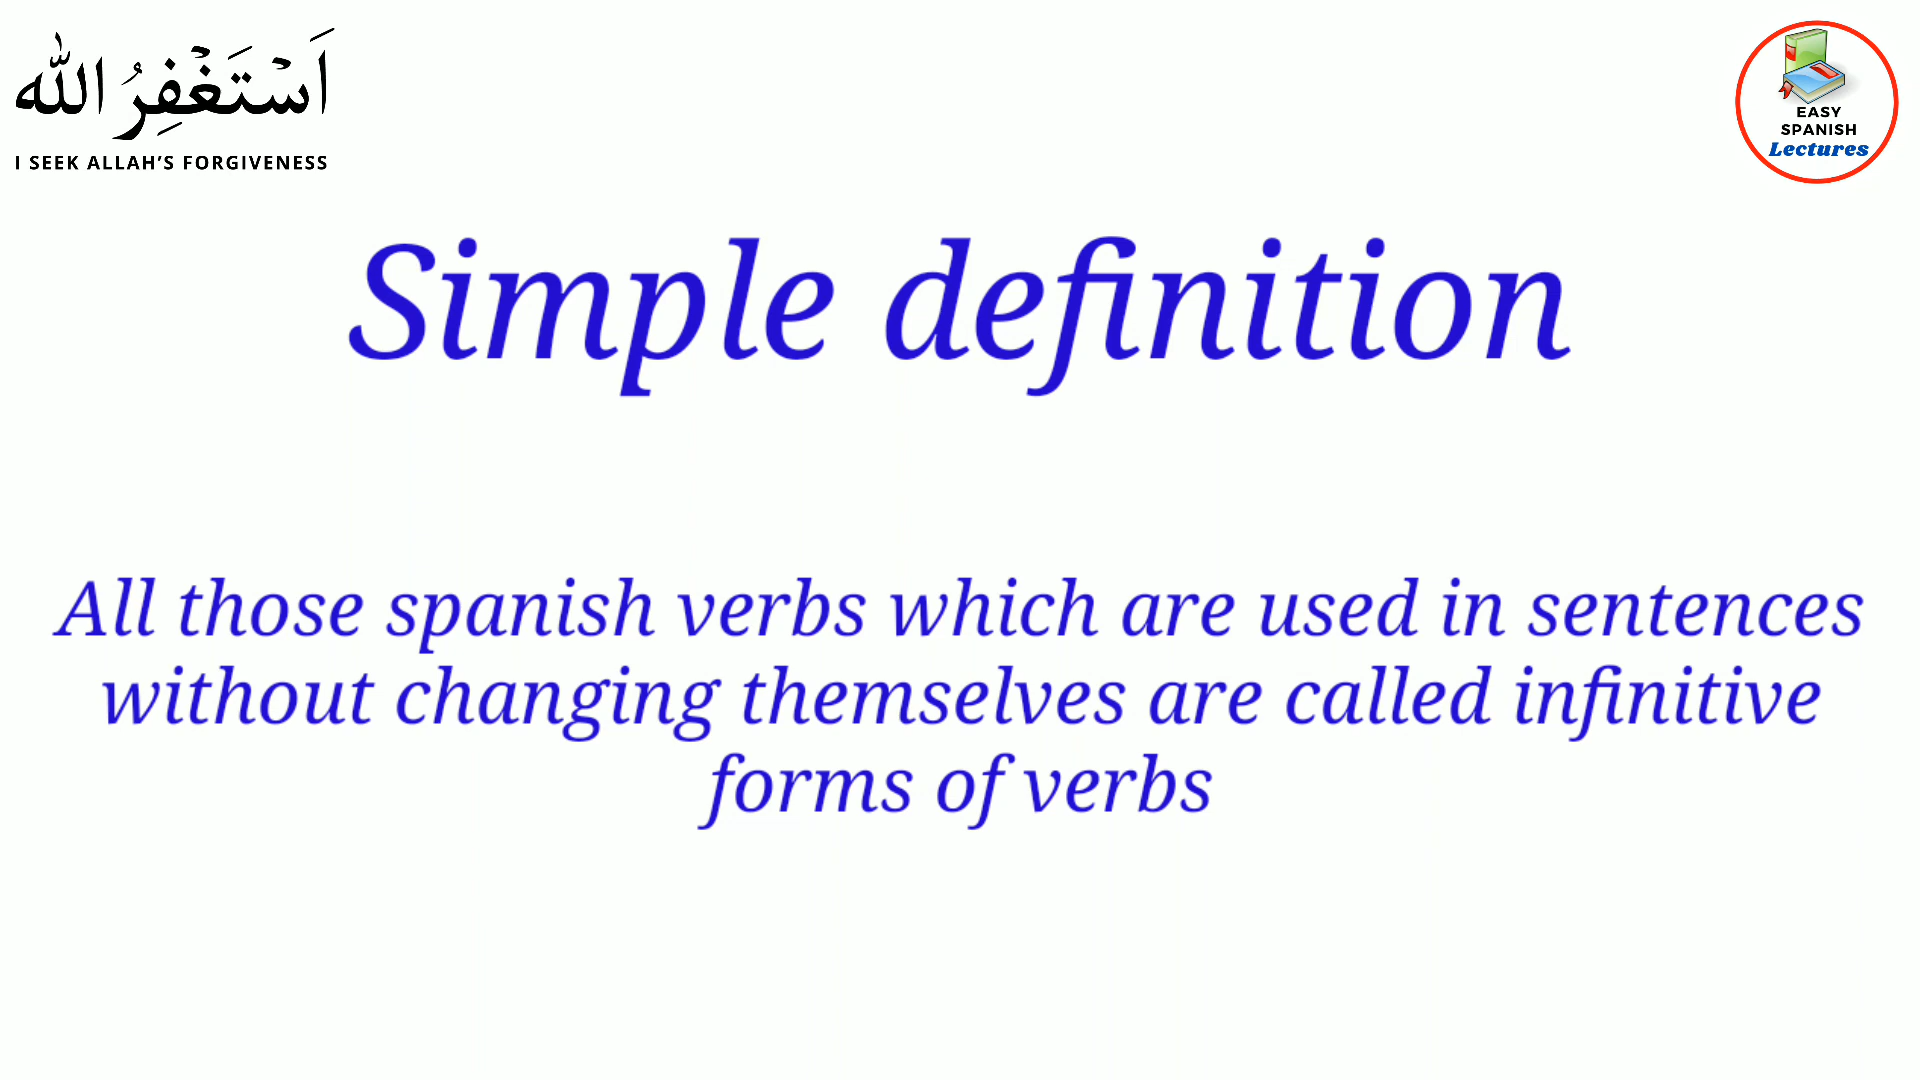 اَسْتَغْفِرُ اللّٰه
I SEEK ALLAH'S FORGIVENESS
EASY
SPANISH
Lectures
Simple definition
All those spanish verbs which are used in sentences
without changing themselves are called infinitive
forms of verbs